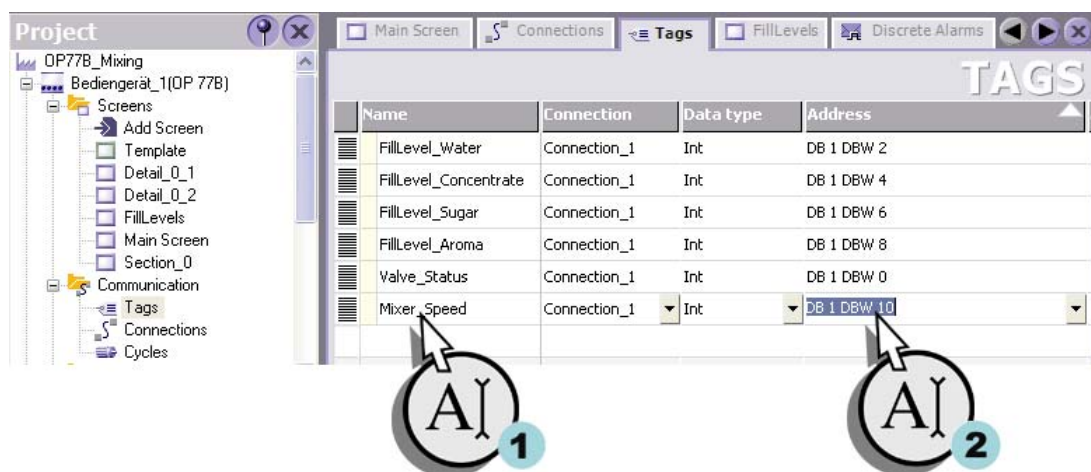 Project
OP77B_Mixing
Bediengerät_1(OP 77B)
Screens
Add Screen
Template
Detail_0_1
Detail_0_2
FillLevels
Main Screen
Section_0
Communication
Tags
Connections
Cycles
Main Screen Connections Tags FillLevels Discrete Alarms
TAGS
Name Connection Data type Address
FillLevel_Water Connection_1 Int DB 1 DBW 2
FillLevel_Concentrate Connection_1 Int DB 1 DBW 4
FillLevel_Sugar Connection_1 Int DB 1 DBW 6
FillLevel_Aroma Connection_1 Int DB 1 DBW 8
Valve_Status Connection_1 Int DB 1 DBW 0
Mixer_Speed Connection_1 Int DB 1 DBW 10
A 1 A 2